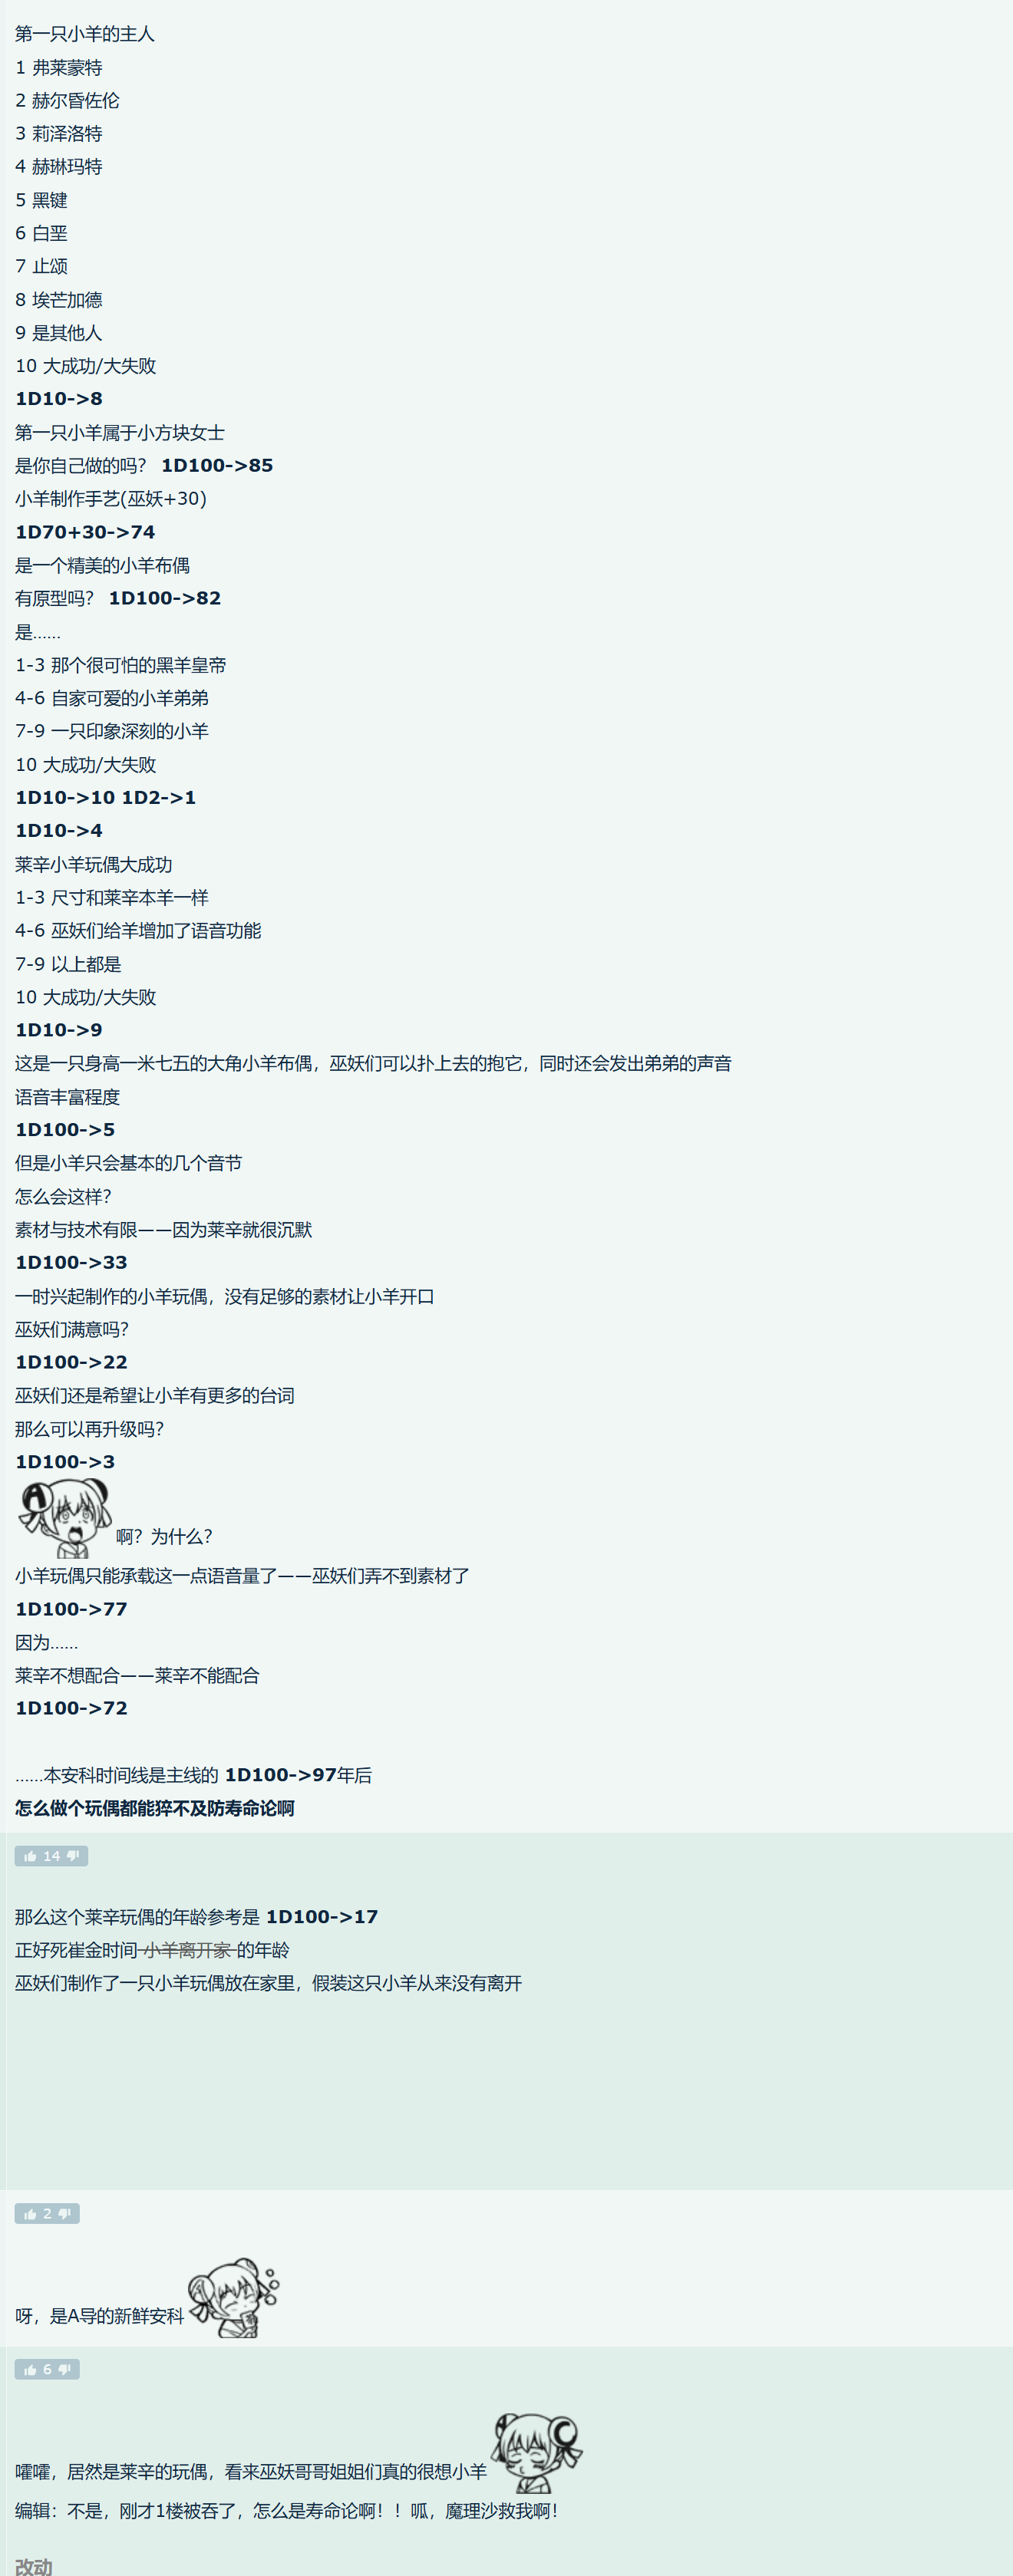 第一只小羊的主人
1 弗莱蒙特
2 赫尔昏佐伦
3 莉泽洛特
4 赫琳玛特
5 黑键
6 白垩
7 止颂
8 埃芒加德
9 是其他人
10 大成功/大失败
1D10->8
第一只小羊属于小方块女士
是你自己做的吗？ 1D100->85
小羊制作手艺(巫妖+30)
1D70+30->74
是一个精美的小羊布偶
有原型吗？ 1D100->82
是……
1-3 那个很可怕的黑羊皇帝
4-6 自家可爱的小羊弟弟
7-9 一只印象深刻的小羊
10 大成功/大失败
1D10->10 1D2->1
1D10->4
莱辛小羊玩偶大成功
1-3 尺寸和莱辛本羊一样
4-6 巫妖们给羊增加了语音功能
7-9 以上都是
10 大成功/大失败
1D10->9
这是一只身高一米七五的大角小羊布偶，巫妖们可以扑上去的抱它，同时还会发出弟弟的声音
语音丰富程度
1D100->5
但是小羊只会基本的几个音节
怎么会这样？
素材与技术有限——因为莱辛就很沉默
1D100->33
一时兴起制作的小羊玩偶，没有足够的素材让小羊开口
巫妖们满意吗？
1D100->22
巫妖们还是希望让小羊有更多的台词
那么可以再升级吗？
1D100->3
啊？为什么？
小羊玩偶只能承载这一点语音量了——巫妖们弄不到素材了
1D100->77
因为……
莱辛不想配合——莱辛不能配合
1D100->72
……本安科时间线是主线的 1D100->97年后
怎么做个玩偶都能猝不及防寿命论啊
14
那么这个莱辛玩偶的年龄参考是 1D100->17
正好死崔金时间 小羊离开家 的年龄
巫妖们制作了一只小羊玩偶放在家里，假装这只小羊从来没有离开
2
呀，是A导的新鲜安科
6
嚯嚯，居然是莱辛的玩偶，看来巫妖哥哥姐姐们真的很想小羊
编辑：不是，刚才1楼被吞了，怎么是寿命论啊！！呱，魔理沙救我啊！
改动